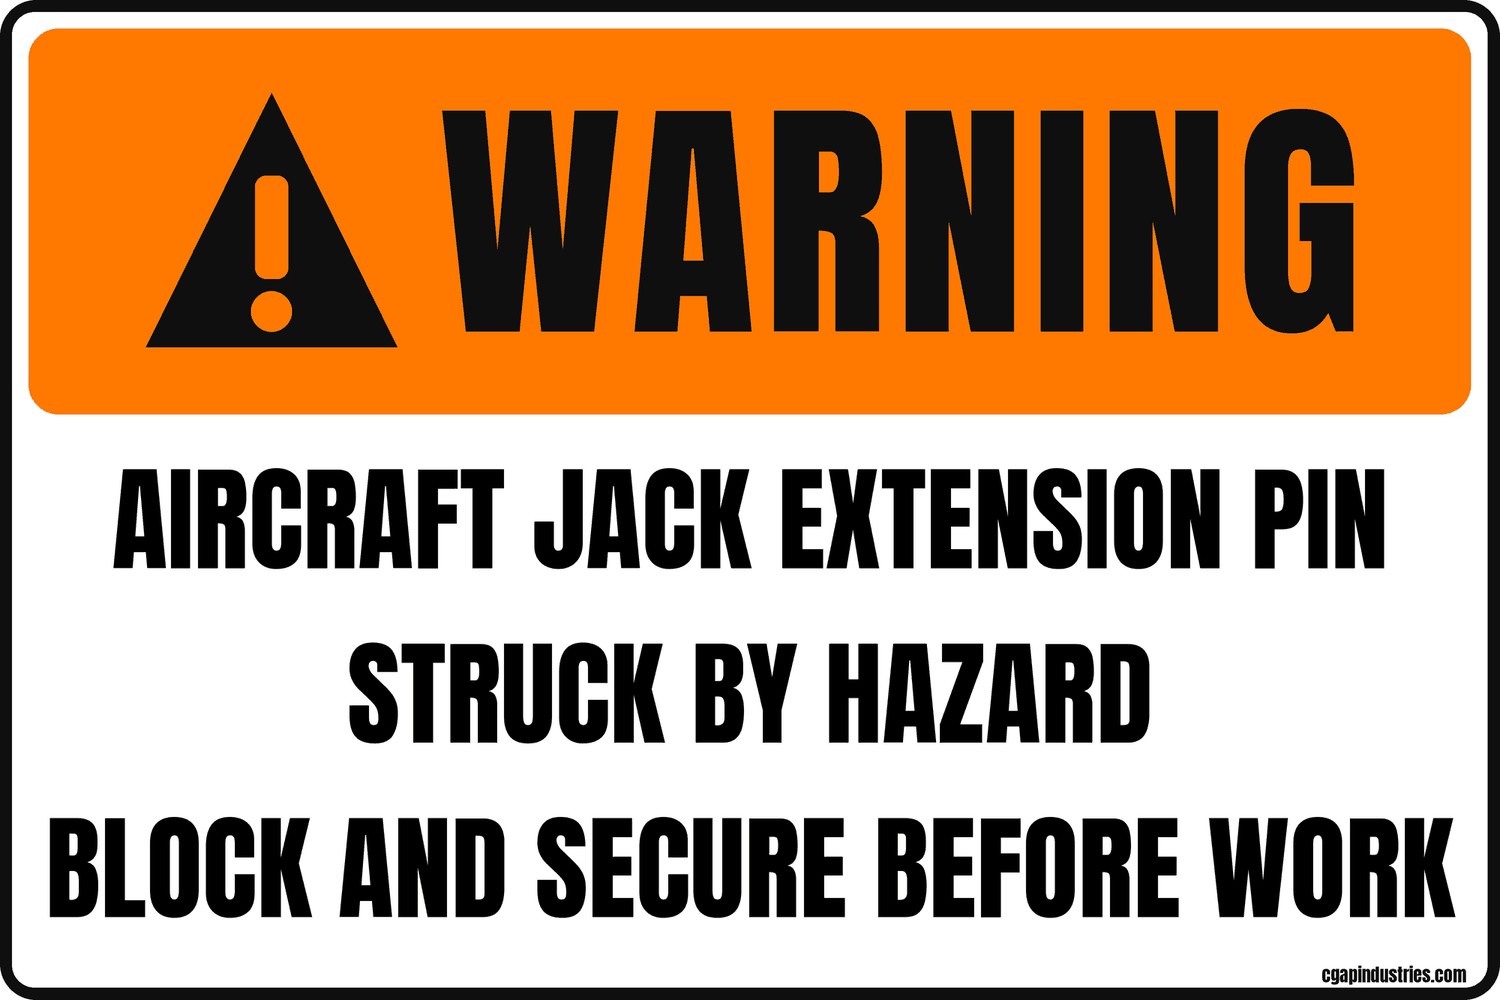 WARNING
AIRCRAFT JACK EXTENSION PIN
STRUCK BY HAZARD
BLOCK AND SECURE BEFORE WORK
cgapindustries.com